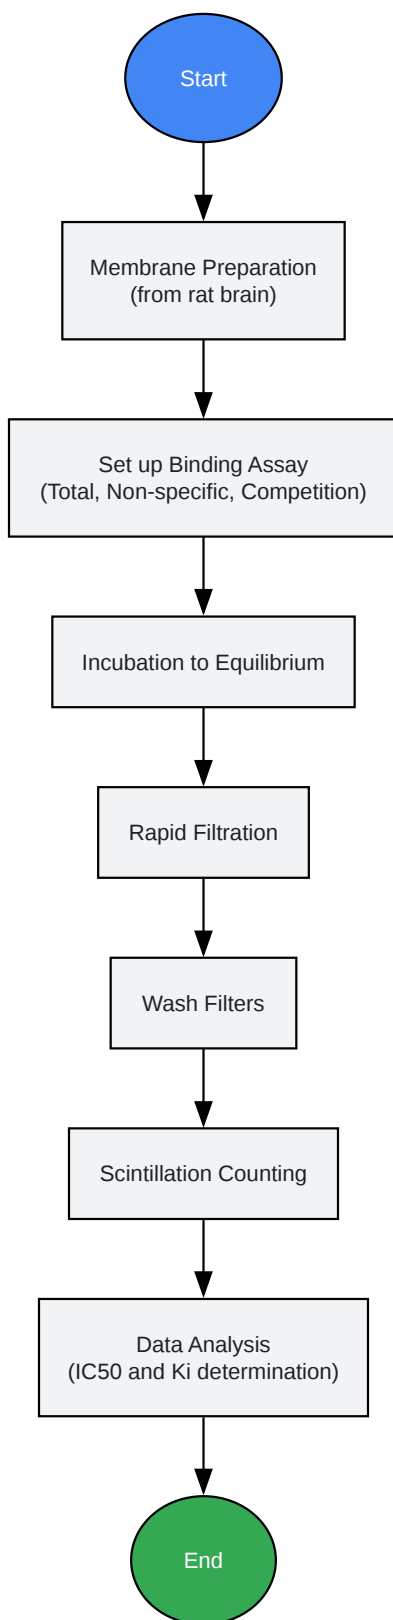 Start
Membrane Preparation
(from rat brain)
Set up Binding Assay
(Total, Non-specific, Competition)
Incubation to Equilibrium
Rapid Filtration
Wash Filters
Scintillation Counting
Data Analysis
(IC50 and Ki determination)
End